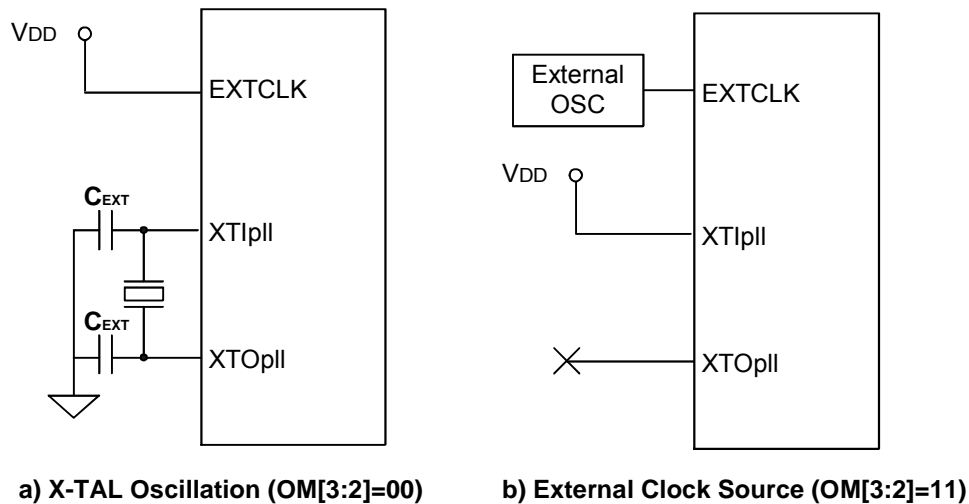 VDD
EXTCLK
CEXT
XTIpll
CEXT
XTOpll
a) X-TAL Oscillation (OM[3:2]=00)
External
OSC
EXTCLK
VDD
XTIpll
XTOpll
b) External Clock Source (OM[3:2]=11)